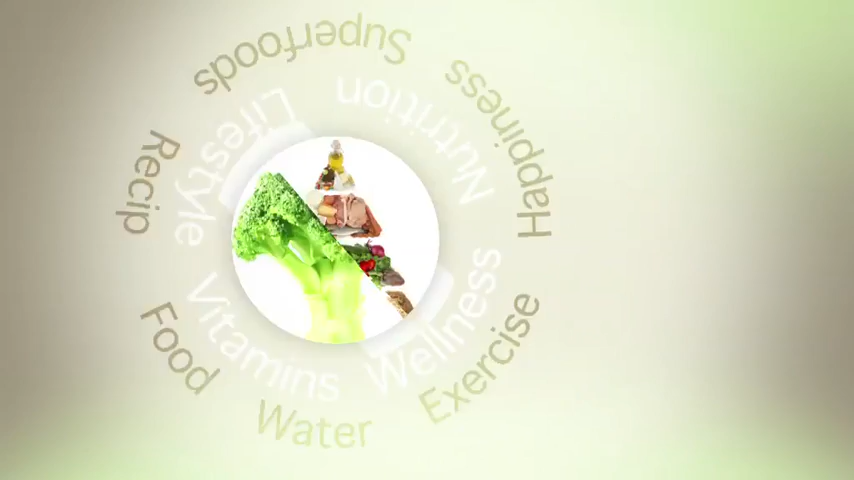 Superfoods
Happiness
Exercise
Water
Food
Recip
Lifestyle
Nutrition
Wellness
Vitamins